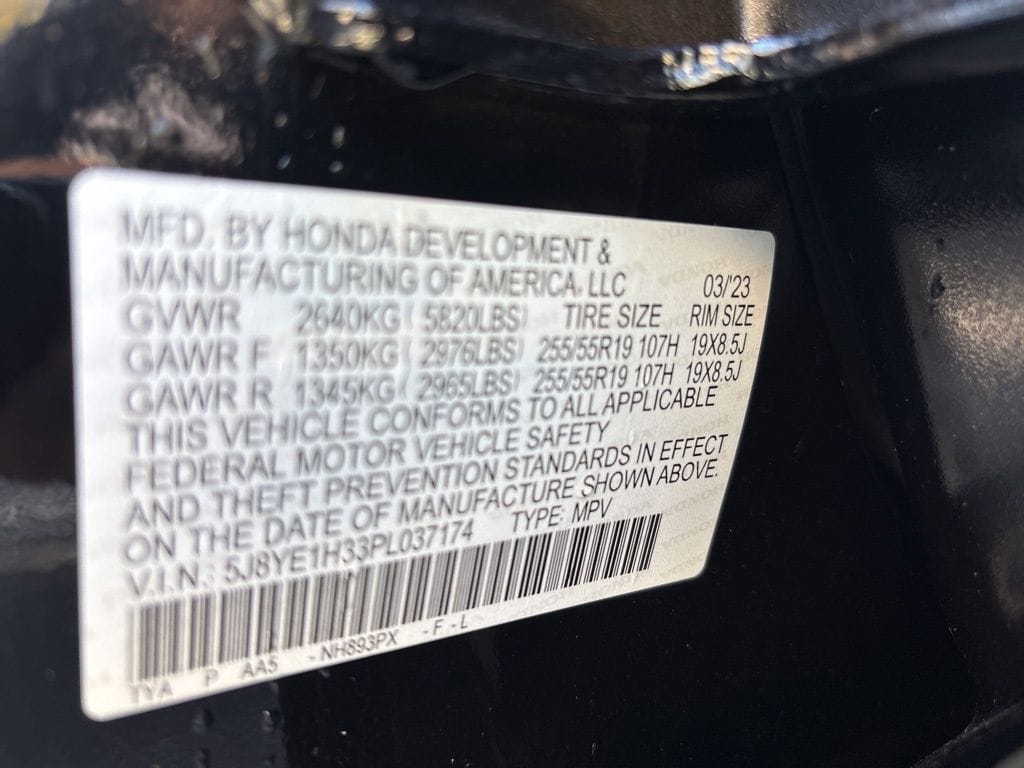 MFD. BY HONDA DEVELOPMENT &
MANUFACTURING OF AMERICA, LLC 03/'23
GVWR 2640KG ( 5820LBS) TIRE SIZE RIM SIZE
GAWR F 1350KG ( 2976LBS) 255/55R19 107H 19X8.5J
GAWR R 1345KG ( 2965LBS) 255/55R19 107H 19X8.5J
THIS VEHICLE CONFORMS TO ALL APPLICABLE
FEDERAL MOTOR VEHICLE SAFETY
AND THEFT PREVENTION STANDARDS IN EFFECT
ON THE DATE OF MANUFACTURE SHOWN ABOVE.
V.I.N.: 5J8YE1H33PL037174 TYPE: MPV
TYA P AA5 -NH893PX -F-L